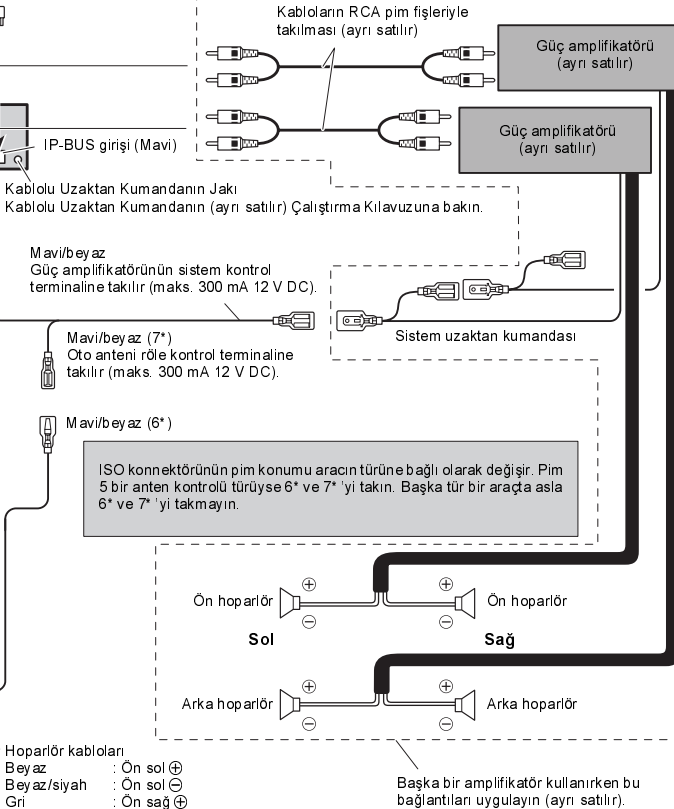 Kabloların RCA pim fişleriyle
takılması (ayrı satılır)
Güç amplifikatörü
(ayrı satılır)
Güç amplifikatörü
(ayrı satılır)
IP-BUS girişi (Mavi)
Kablolu Uzaktan Kumandanın Jakı
Kablolu Uzaktan Kumandanın (ayrı satılır) Çalıştırma Kılavuzuna bakın.
Mavi/beyaz
Güç amplifikatörünün sistem kontrol
terminaline takılır (maks. 300 mA 12 V DC).
Sistem uzaktan kumandası
Mavi/beyaz (7*)
Oto anteni röle kontrol terminaline
takılır (maks. 300 mA 12 V DC).
Mavi/beyaz (6*)
ISO konnektörünün pim konumu aracın türüne bağlı olarak değişir. Pim
5 bir anten kontrolü türüyse 6* ve 7* 'yi takın. Başka tür bir araçta asla
6* ve 7* 'yi takmayın.
⊕ ⊕
Ön hoparlör Ön hoparlör
⊖ ⊖
Sol Sağ
⊕ ⊕
Arka hoparlör Arka hoparlör
⊖ ⊖
Hoparlör kabloları
Beyaz : Ön sol ⊕
Beyaz/siyah : Ön sol ⊖
Gri : Ön sağ ⊕
Başka bir amplifikatör kullanırken bu
bağlantıları uygulayın (ayrı satılır).